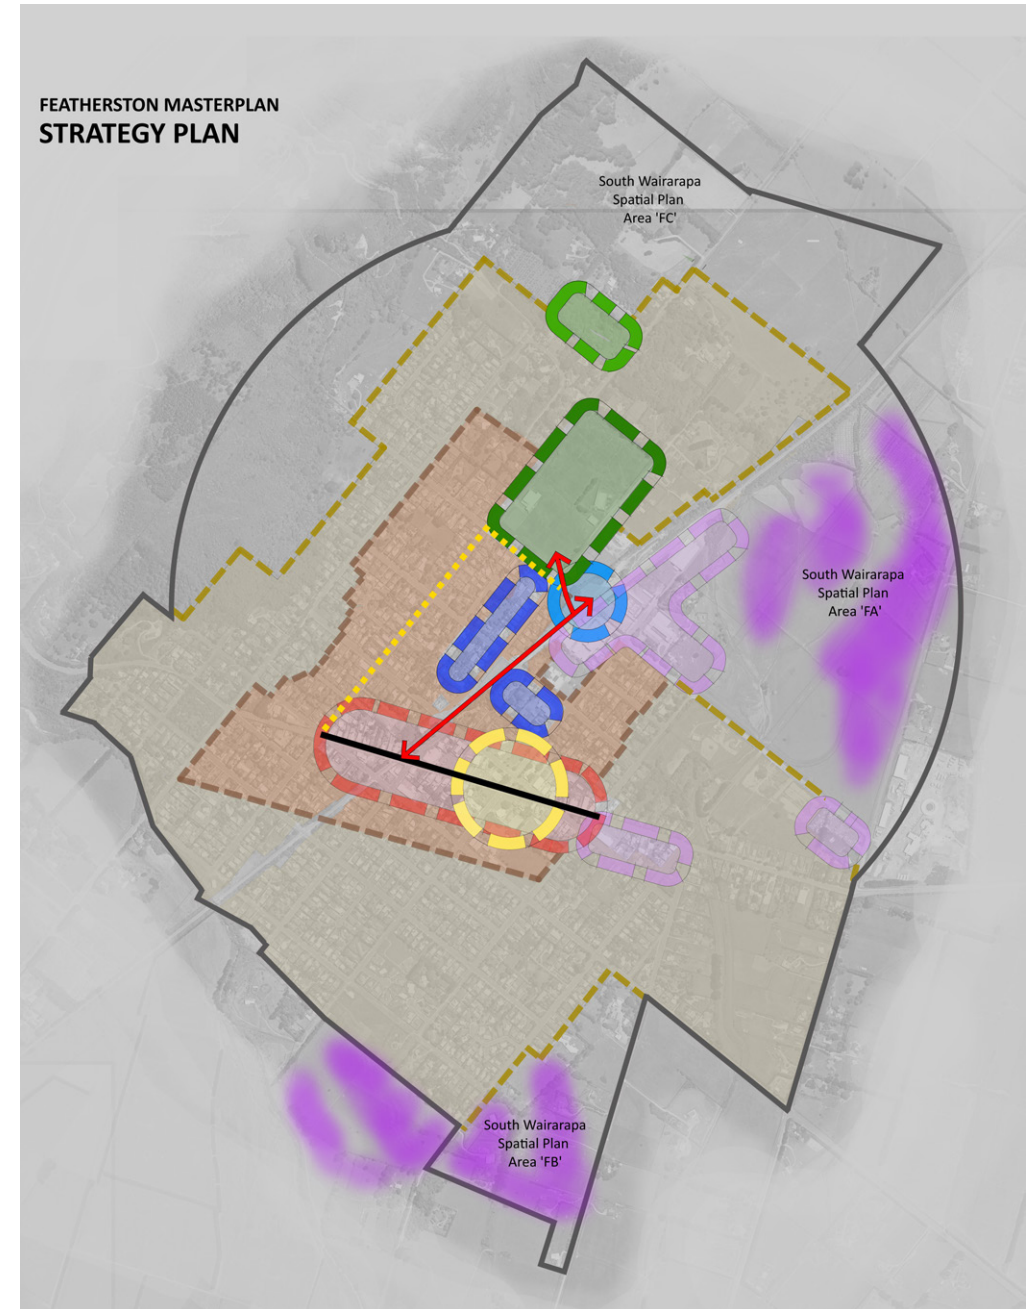 FEATHERSTON MASTERPLAN
STRATEGY PLAN
South Wairarapa
Spatial Plan
Area 'FC'
South Wairarapa
Spatial Plan
Area 'FA'
South Wairarapa
Spatial Plan
Area 'FB'